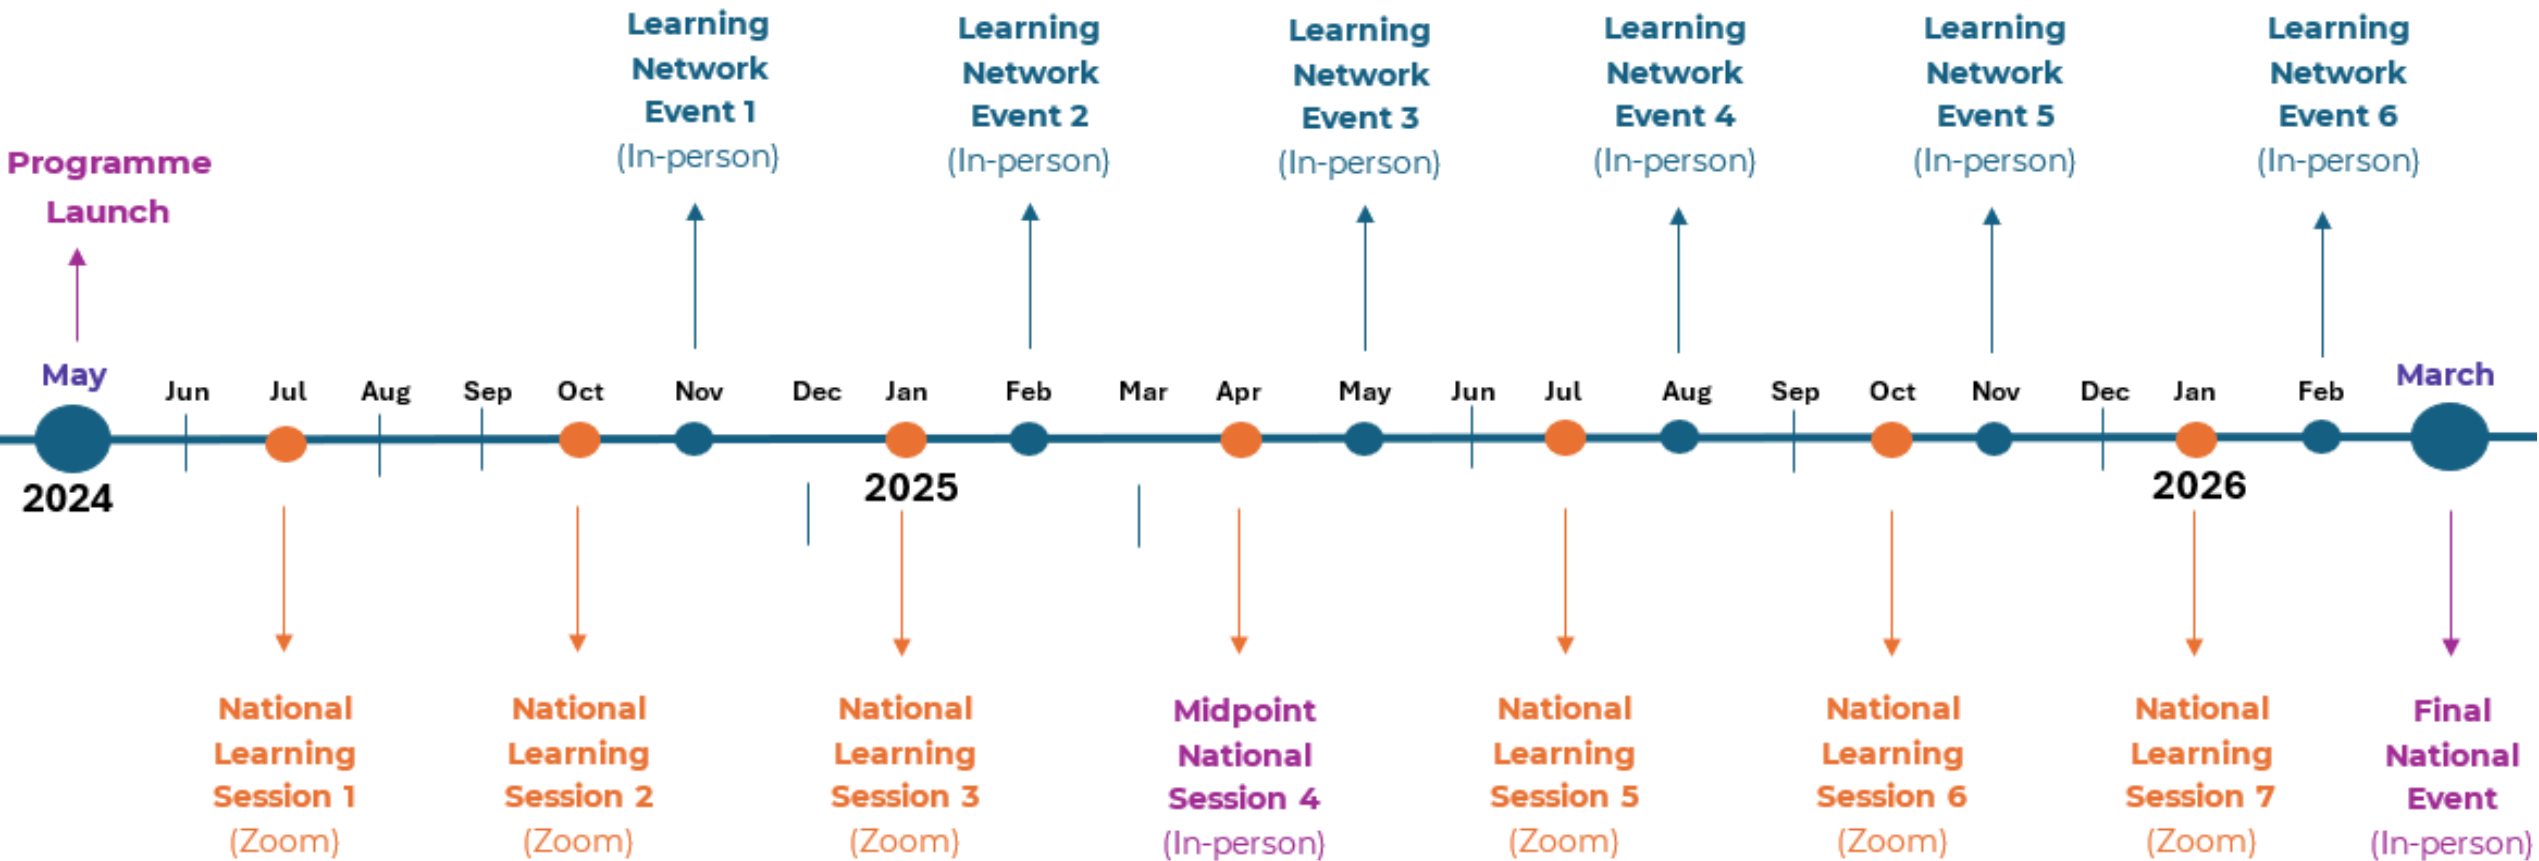 Learning
Network
Event 1
(In-person)
Learning
Network
Event 2
(In-person)
Learning
Network
Event 3
(In-person)
Learning
Network
Event 4
(In-person)
Learning
Network
Event 5
(In-person)
Learning
Network
Event 6
(In-person)
Programme
Launch
May
Jun
Jul
Aug
Sep
Oct
Nov
Dec
Jan
Feb
Mar
Apr
May
Jun
Jul
Aug
Sep
Oct
Nov
Dec
Jan
Feb
March
2024
2025
2026
National
Learning
Session 1
(Zoom)
National
Learning
Session 2
(Zoom)
National
Learning
Session 3
(Zoom)
Midpoint
National
Session 4
(In-person)
National
Learning
Session 5
(Zoom)
National
Learning
Session 6
(Zoom)
National
Learning
Session 7
(Zoom)
Final
National
Event
(In-person)